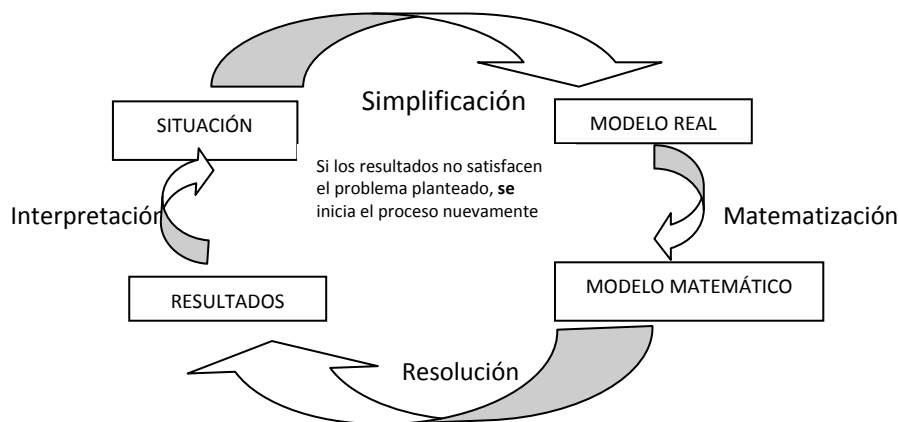 Simplificación
SITUACIÓN
MODELO REAL
Si los resultados no satisfacen
el problema planteado, se
inicia el proceso nuevamente
Interpretación
Matematización
RESULTADOS
MODELO MATEMÁTICO
Resolución